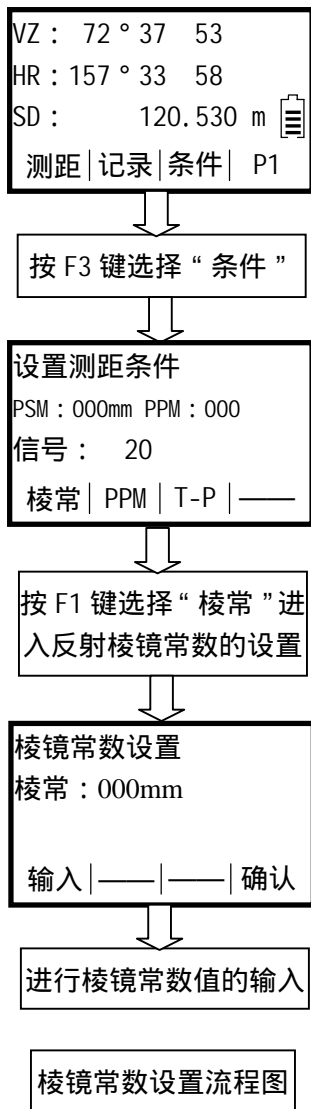 VZ： 72°37 53
HR：157°33 58
SD： 120.530 m
测距|记录|条件| P1
按 F3 键选择“条件”
设置测距条件
PSM：000mm PPM：000
信号： 20
棱常| PPM | T-P |——
按 F1 键选择“棱常”进
入反射棱镜常数的设置
棱镜常数设置
棱常：000mm
输入|——|——|确认
进行棱镜常数值的输入
棱镜常数设置流程图